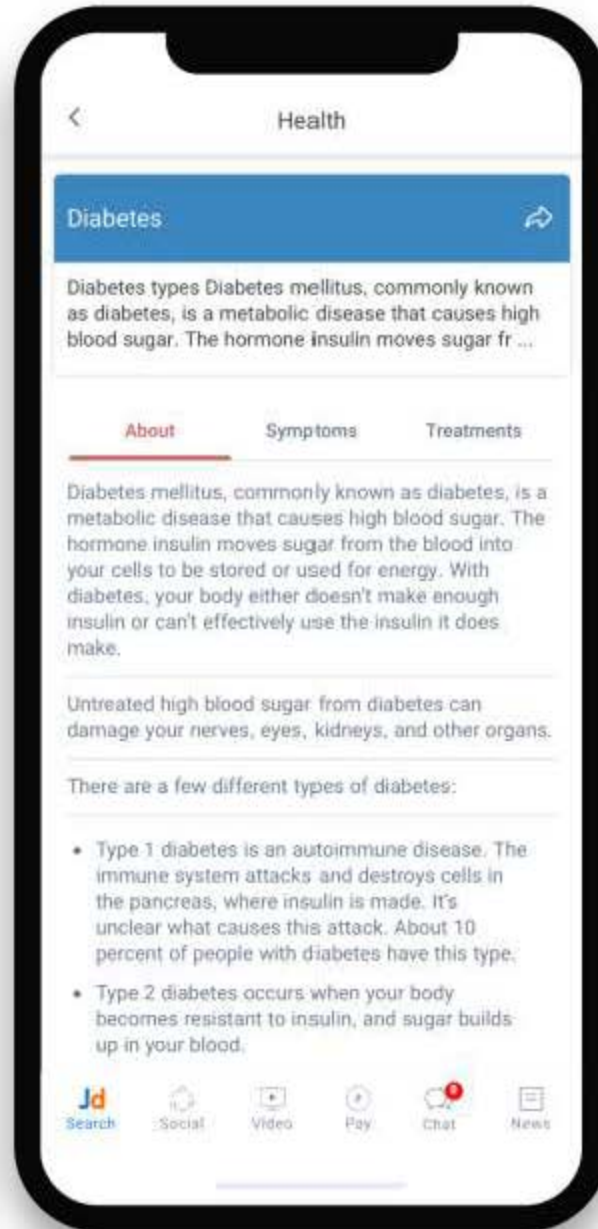 Health
Diabetes
Diabetes types Diabetes mellitus, commonly known
as diabetes, is a metabolic disease that causes high
blood sugar. The hormone insulin moves sugar fr ...
About Symptoms Treatments
Diabetes mellitus, commonly known as diabetes, is a
metabolic disease that causes high blood sugar. The
hormone insulin moves sugar from the blood into
your cells to be stored or used for energy. With
diabetes, your body either doesn't make enough
insulin or can't effectively use the insulin it does
make.
Untreated high blood sugar from diabetes can
damage your nerves, eyes, kidneys, and other organs.
There are a few different types of diabetes:
• Type 1 diabetes is an autoimmune disease. The
immune system attacks and destroys cells in
the pancreas, where insulin is made. It's
unclear what causes this attack. About 10
percent of people with diabetes have this type.
• Type 2 diabetes occurs when your body
becomes resistant to insulin, and sugar builds
up in your blood.
Jd
Search Social Video Pay Chat News